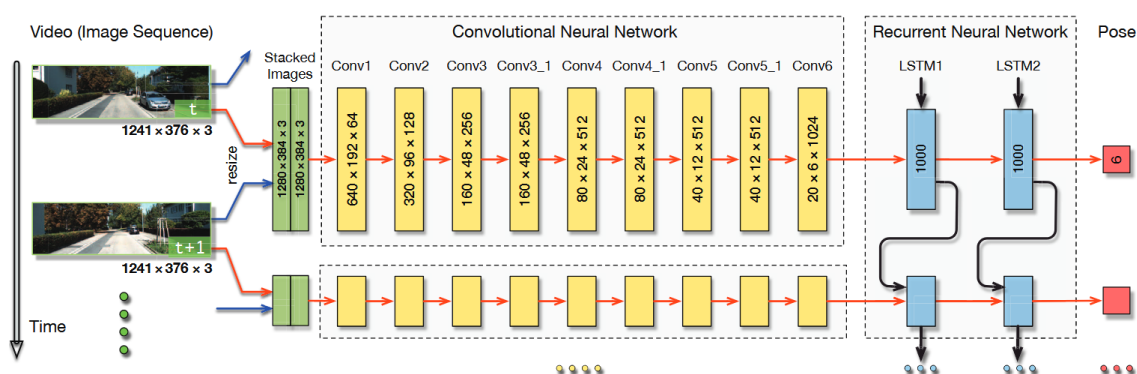 Video (Image Sequence)
Convolutional Neural Network
Recurrent Neural Network
Pose
Stacked
Images
Conv1
Conv2
Conv3
Conv3_1
Conv4
Conv4_1
Conv5
Conv5_1
Conv6
LSTM1
LSTM2
t
1241 × 376 × 3
resize
1280 × 384 × 3
1280 × 384 × 3
640 × 192 × 64
320 × 96 × 128
160 × 48 × 256
160 × 48 × 256
80 × 24 × 512
80 × 24 × 512
40 × 12 × 512
40 × 12 × 512
20 × 6 × 1024
1000
1000
6
t+1
1241 × 376 × 3
Time